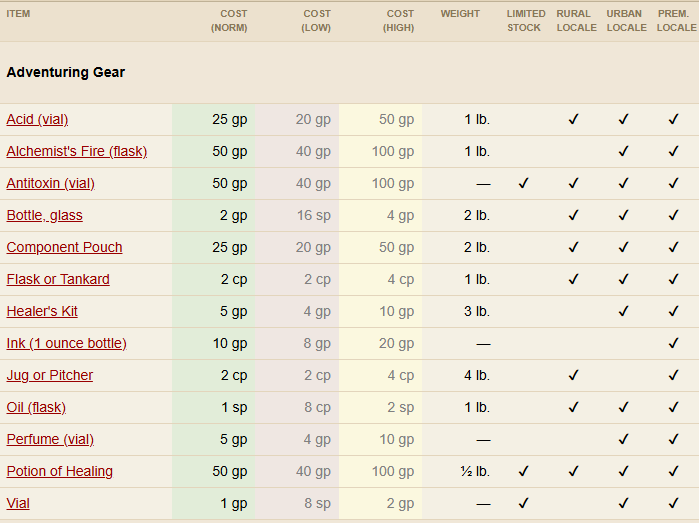 ITEM COST (NORM) COST (LOW) COST (HIGH) WEIGHT LIMITED STOCK RURAL LOCALE URBAN LOCALE PREM. LOCALE
Adventuring Gear
Acid (vial) 25 gp 20 gp 50 gp 1 lb. ✓ ✓ ✓
Alchemist's Fire (flask) 50 gp 40 gp 100 gp 1 lb. ✓ ✓
Antitoxin (vial) 50 gp 40 gp 100 gp — ✓ ✓ ✓ ✓
Bottle, glass 2 gp 16 sp 4 gp 2 lb. ✓ ✓ ✓
Component Pouch 25 gp 20 gp 50 gp 2 lb. ✓ ✓ ✓
Flask or Tankard 2 cp 2 cp 4 cp 1 lb. ✓ ✓ ✓
Healer's Kit 5 gp 4 gp 10 gp 3 lb. ✓ ✓
Ink (1 ounce bottle) 10 gp 8 gp 20 gp — ✓
Jug or Pitcher 2 cp 2 cp 4 cp 4 lb. ✓ ✓
Oil (flask) 1 sp 8 cp 2 sp 1 lb. ✓ ✓ ✓
Perfume (vial) 5 gp 4 gp 10 gp — ✓ ✓
Potion of Healing 50 gp 40 gp 100 gp ½ lb. ✓ ✓ ✓ ✓
Vial 1 gp 8 sp 2 gp — ✓ ✓ ✓